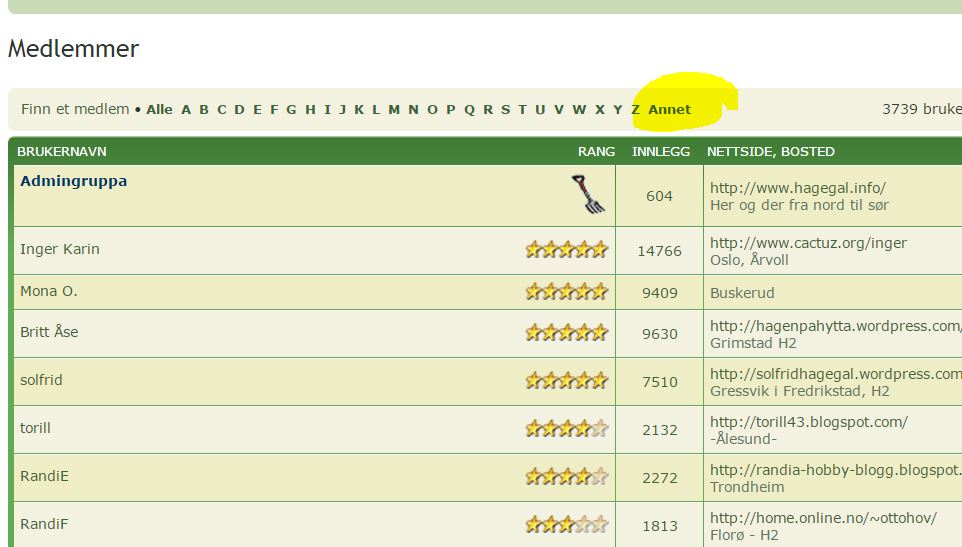 Medlemmer
Finn et medlem • Alle A B C D E F G H I J K L M N O P Q R S T U V W X Y Z Annet 3739 bruke
BRUKERNAVN RANG INNLEGG NETTSIDE, BOSTED
Admingruppa 604 http://www.hagegal.info/
Her og der fra nord til sør
Inger Karin 14766 http://www.cactuz.org/inger
Oslo, Årvoll
Mona O. 9409 Buskerud
Britt Åse 9630 http://hagenpahytta.wordpress.com/
Grimstad H2
solfrid 7510 http://solfridhagegal.wordpress.com
Gressvik i Fredrikstad, H2
torill 2132 http://torill43.blogspot.com/
-Ålesund-
RandiE 2272 http://randia-hobby-blogg.blogspot.
Trondheim
RandiF 1813 http://home.online.no/~ottohov/
Florø - H2